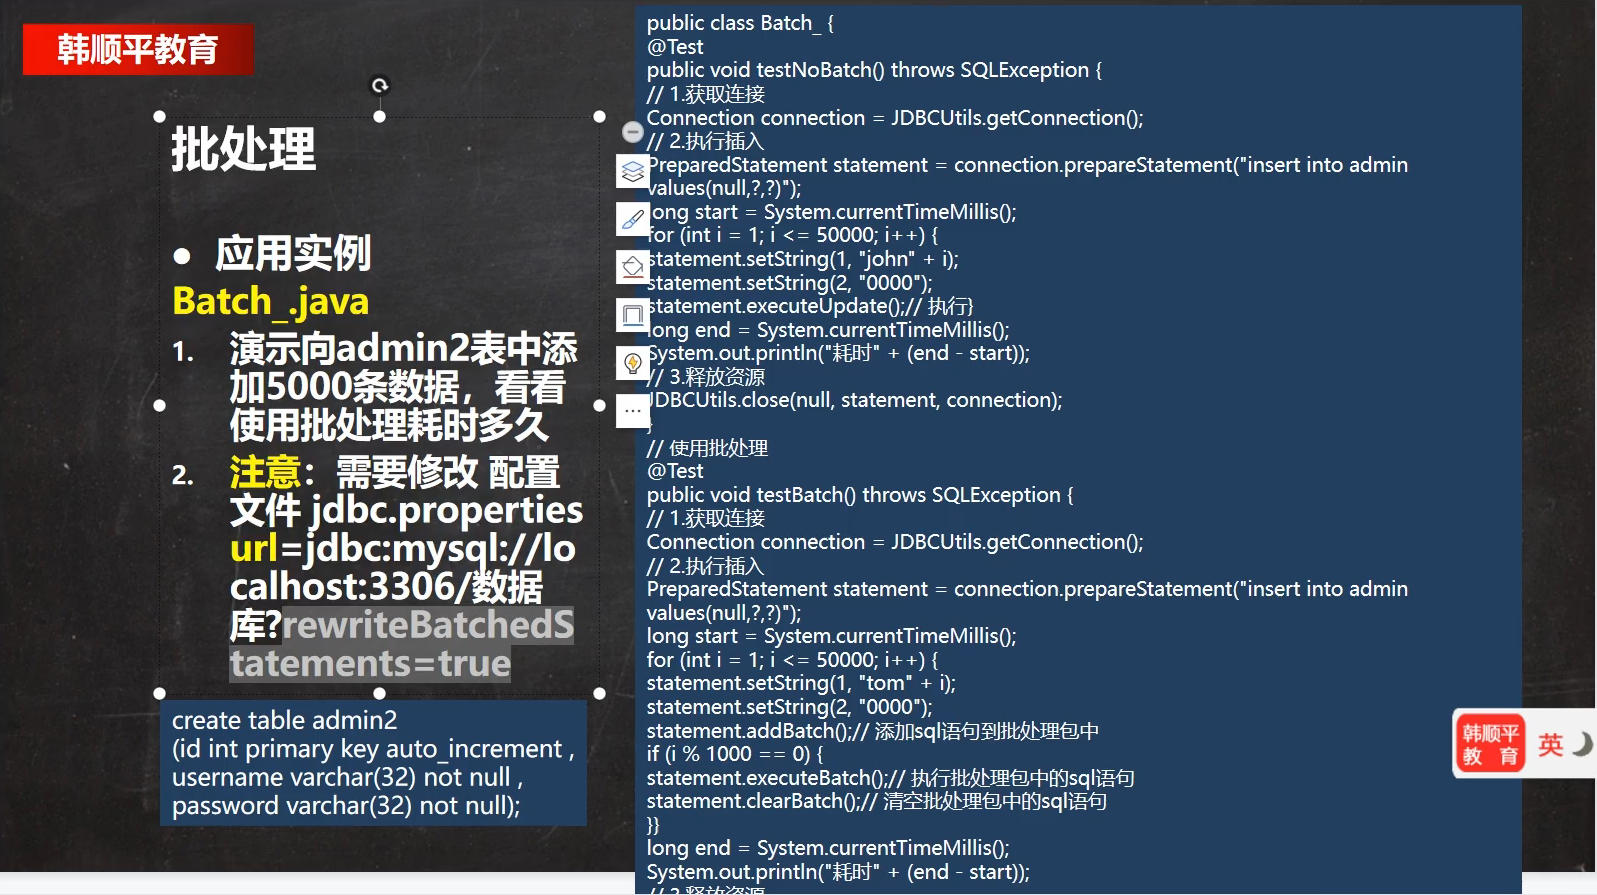 韩顺平教育
批处理
● 应用实例
Batch_.java
1. 演示向admin2表中添
加5000条数据，看看
使用批处理耗时多久
2. 注意：需要修改 配置
文件 jdbc.properties
url=jdbc:mysql://lo
calhost:3306/数据
库?rewriteBatchedS
tatements=true
create table admin2
(id int primary key auto_increment ,
username varchar(32) not null ,
password varchar(32) not null);
public class Batch_ {
@Test
public void testNoBatch() throws SQLException {
// 1.获取连接
Connection connection = JDBCUtils.getConnection();
// 2.执行插入
PreparedStatement statement = connection.prepareStatement("insert into admin
values(null,?,?)");
long start = System.currentTimeMillis();
for (int i = 1; i <= 50000; i++) {
statement.setString(1, "john" + i);
statement.setString(2, "0000");
statement.executeUpdate();// 执行}
long end = System.currentTimeMillis();
System.out.println("耗时" + (end - start));
// 3.释放资源
JDBCUtils.close(null, statement, connection);
}
// 使用批处理
@Test
public void testBatch() throws SQLException {
// 1.获取连接
Connection connection = JDBCUtils.getConnection();
// 2.执行插入
PreparedStatement statement = connection.prepareStatement("insert into admin
values(null,?,?)");
long start = System.currentTimeMillis();
for (int i = 1; i <= 50000; i++) {
statement.setString(1, "tom" + i);
statement.setString(2, "0000");
statement.addBatch();// 添加sql语句到批处理包中
if (i % 1000 == 0) {
statement.executeBatch();// 执行批处理包中的sql语句
statement.clearBatch();// 清空批处理包中的sql语句
}}
long end = System.currentTimeMillis();
System.out.println("耗时" + (end - start));
// 3.释放资源
韩顺平
教 育
英